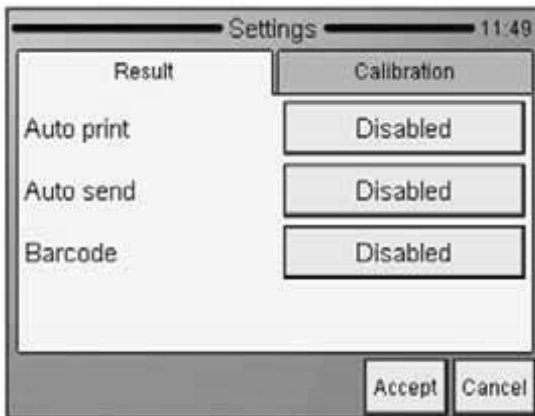 Settings 11:49
Result Calibration
Auto print Disabled
Auto send Disabled
Barcode Disabled
Accept Cancel